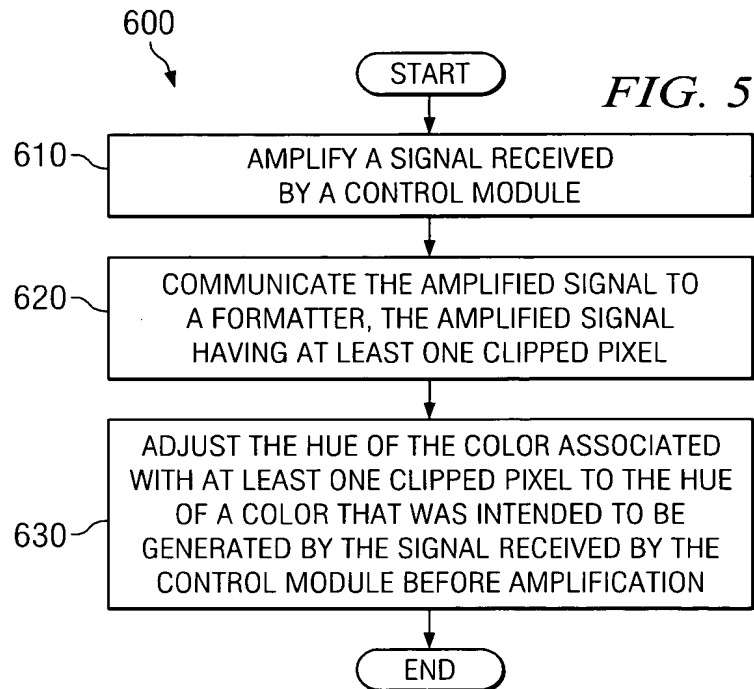 600
START
FIG. 5
610
AMPLIFY A SIGNAL RECEIVED
BY A CONTROL MODULE
620
COMMUNICATE THE AMPLIFIED SIGNAL TO
A FORMATTER, THE AMPLIFIED SIGNAL
HAVING AT LEAST ONE CLIPPED PIXEL
630
ADJUST THE HUE OF THE COLOR ASSOCIATED
WITH AT LEAST ONE CLIPPED PIXEL TO THE HUE
OF A COLOR THAT WAS INTENDED TO BE
GENERATED BY THE SIGNAL RECEIVED BY THE
CONTROL MODULE BEFORE AMPLIFICATION
END